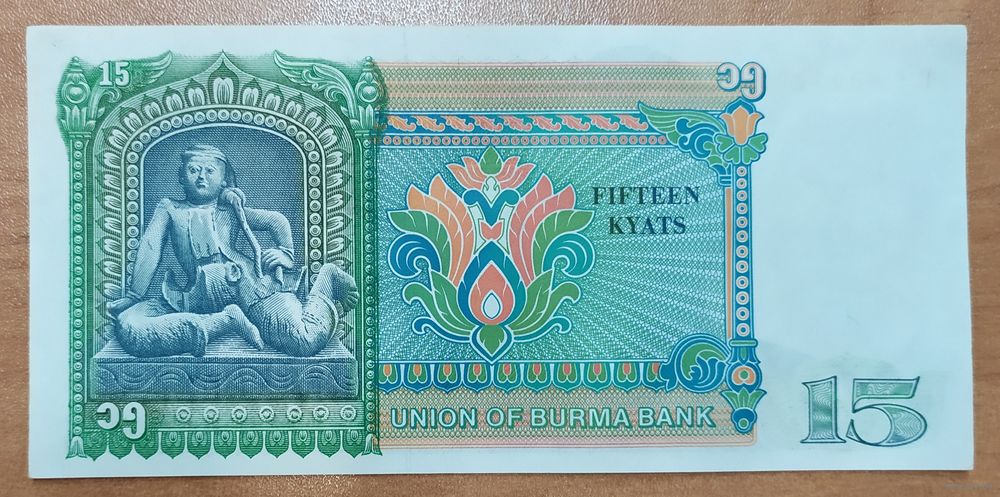 15
၁၅
FIFTEEN
KYATS
၁၅
UNION OF BURMA BANK
15